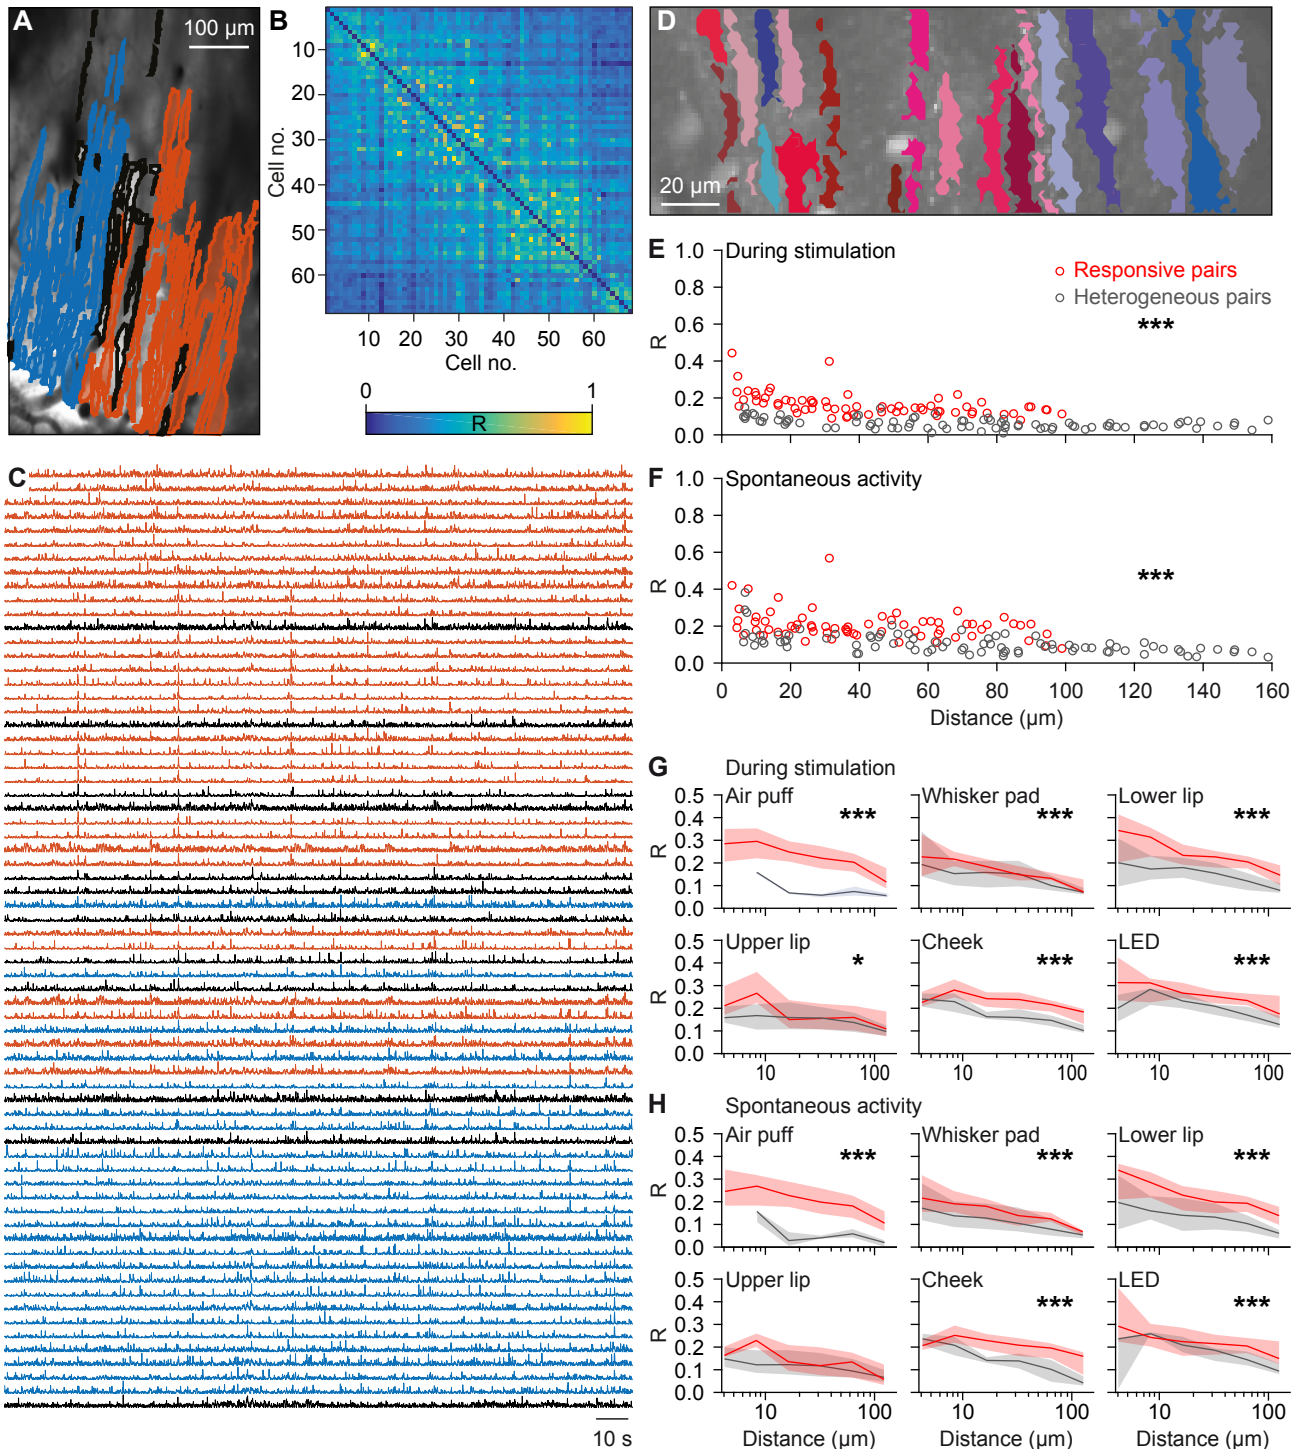 A
100 µm
B
10
20
30
40
50
60
Cell no.
10 20 30 40 50 60
Cell no.
0 1
R
C
10 s
D
20 µm
E
During stimulation
1.0
0.8
0.6
0.4
0.2
0.0
R
Responsive pairs
Heterogeneous pairs
***
F
Spontaneous activity
1.0
0.8
0.6
0.4
0.2
0.0
R
***
0 20 40 60 80 100 120 140 160
Distance (µm)
G
During stimulation
Air puff
***
Whisker pad
***
Lower lip
***
0.5
0.4
0.3
0.2
0.1
0.0
R
Upper lip
*
Cheek
***
LED
***
0.5
0.4
0.3
0.2
0.1
0.0
R
10 100
10 100
10 100
H
Spontaneous activity
Air puff
***
Whisker pad
***
Lower lip
***
0.5
0.4
0.3
0.2
0.1
0.0
R
Upper lip
Cheek
***
LED
***
0.5
0.4
0.3
0.2
0.1
0.0
R
10 100
10 100
10 100
Distance (µm)
Distance (µm)
Distance (µm)